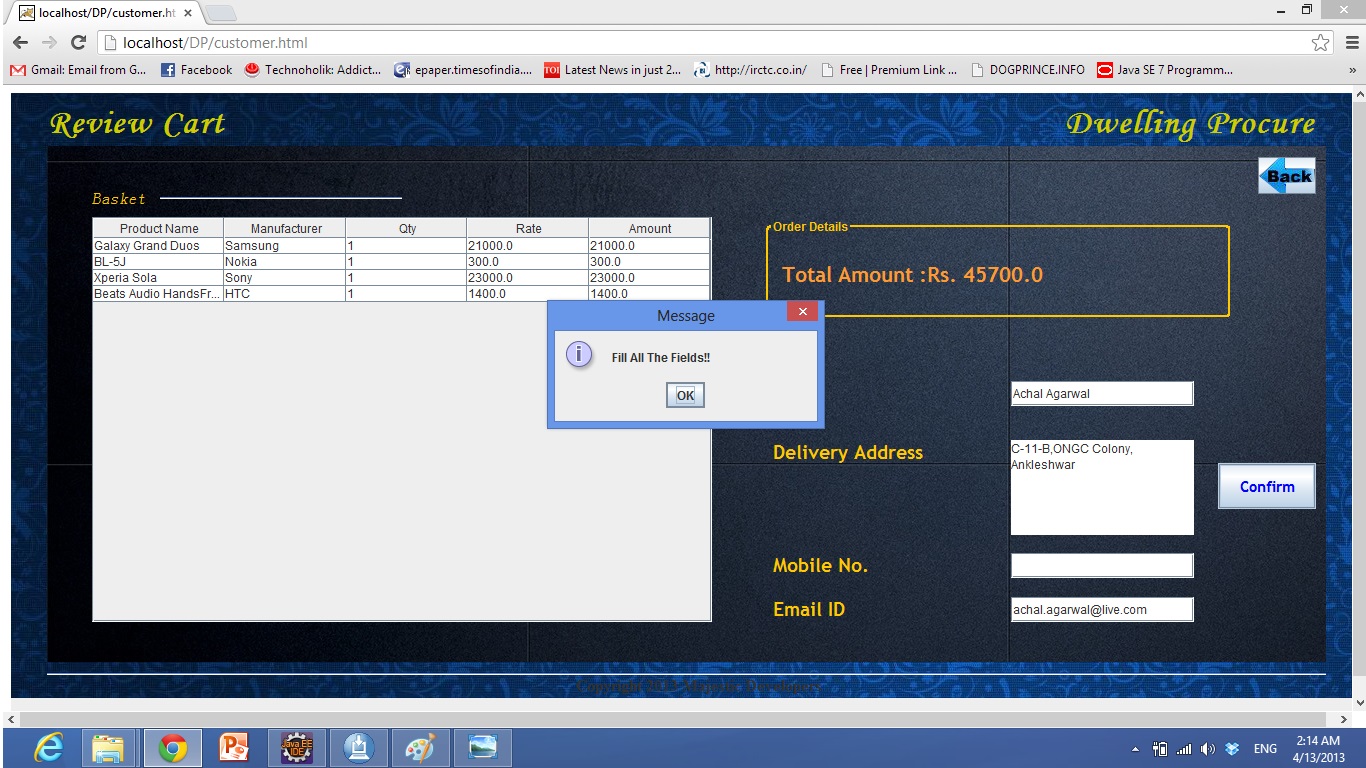 localhost/DP/customer.ht
localhost/DP/customer.html
Gmail: Email from G...
Facebook
Technoholik: Addict...
epaper.timesofindia....
TOI
Latest News in just 2...
http://irctc.co.in/
Free | Premium Link ...
DOGPRINCE.INFO
Java SE 7 Programm...
»
Review Cart
Dwelling Procure
Back
Basket
Product Name Manufacturer Qty Rate Amount
Galaxy Grand Duos Samsung 1 21000.0 21000.0
BL-5J Nokia 1 300.0 300.0
Xperia Sola Sony 1 23000.0 23000.0
Beats Audio HandsFr... HTC 1 1400.0 1400.0
Order Details
Total Amount :Rs. 45700.0
Message
Fill All The Fields!!
OK
Achal Agarwal
Delivery Address
C-11-B,ONGC Colony,
Ankleshwar
Confirm
Mobile No.
Email ID
achal.agarwal@live.com
Java EE
IDE
ENG
2:14 AM
4/13/2013